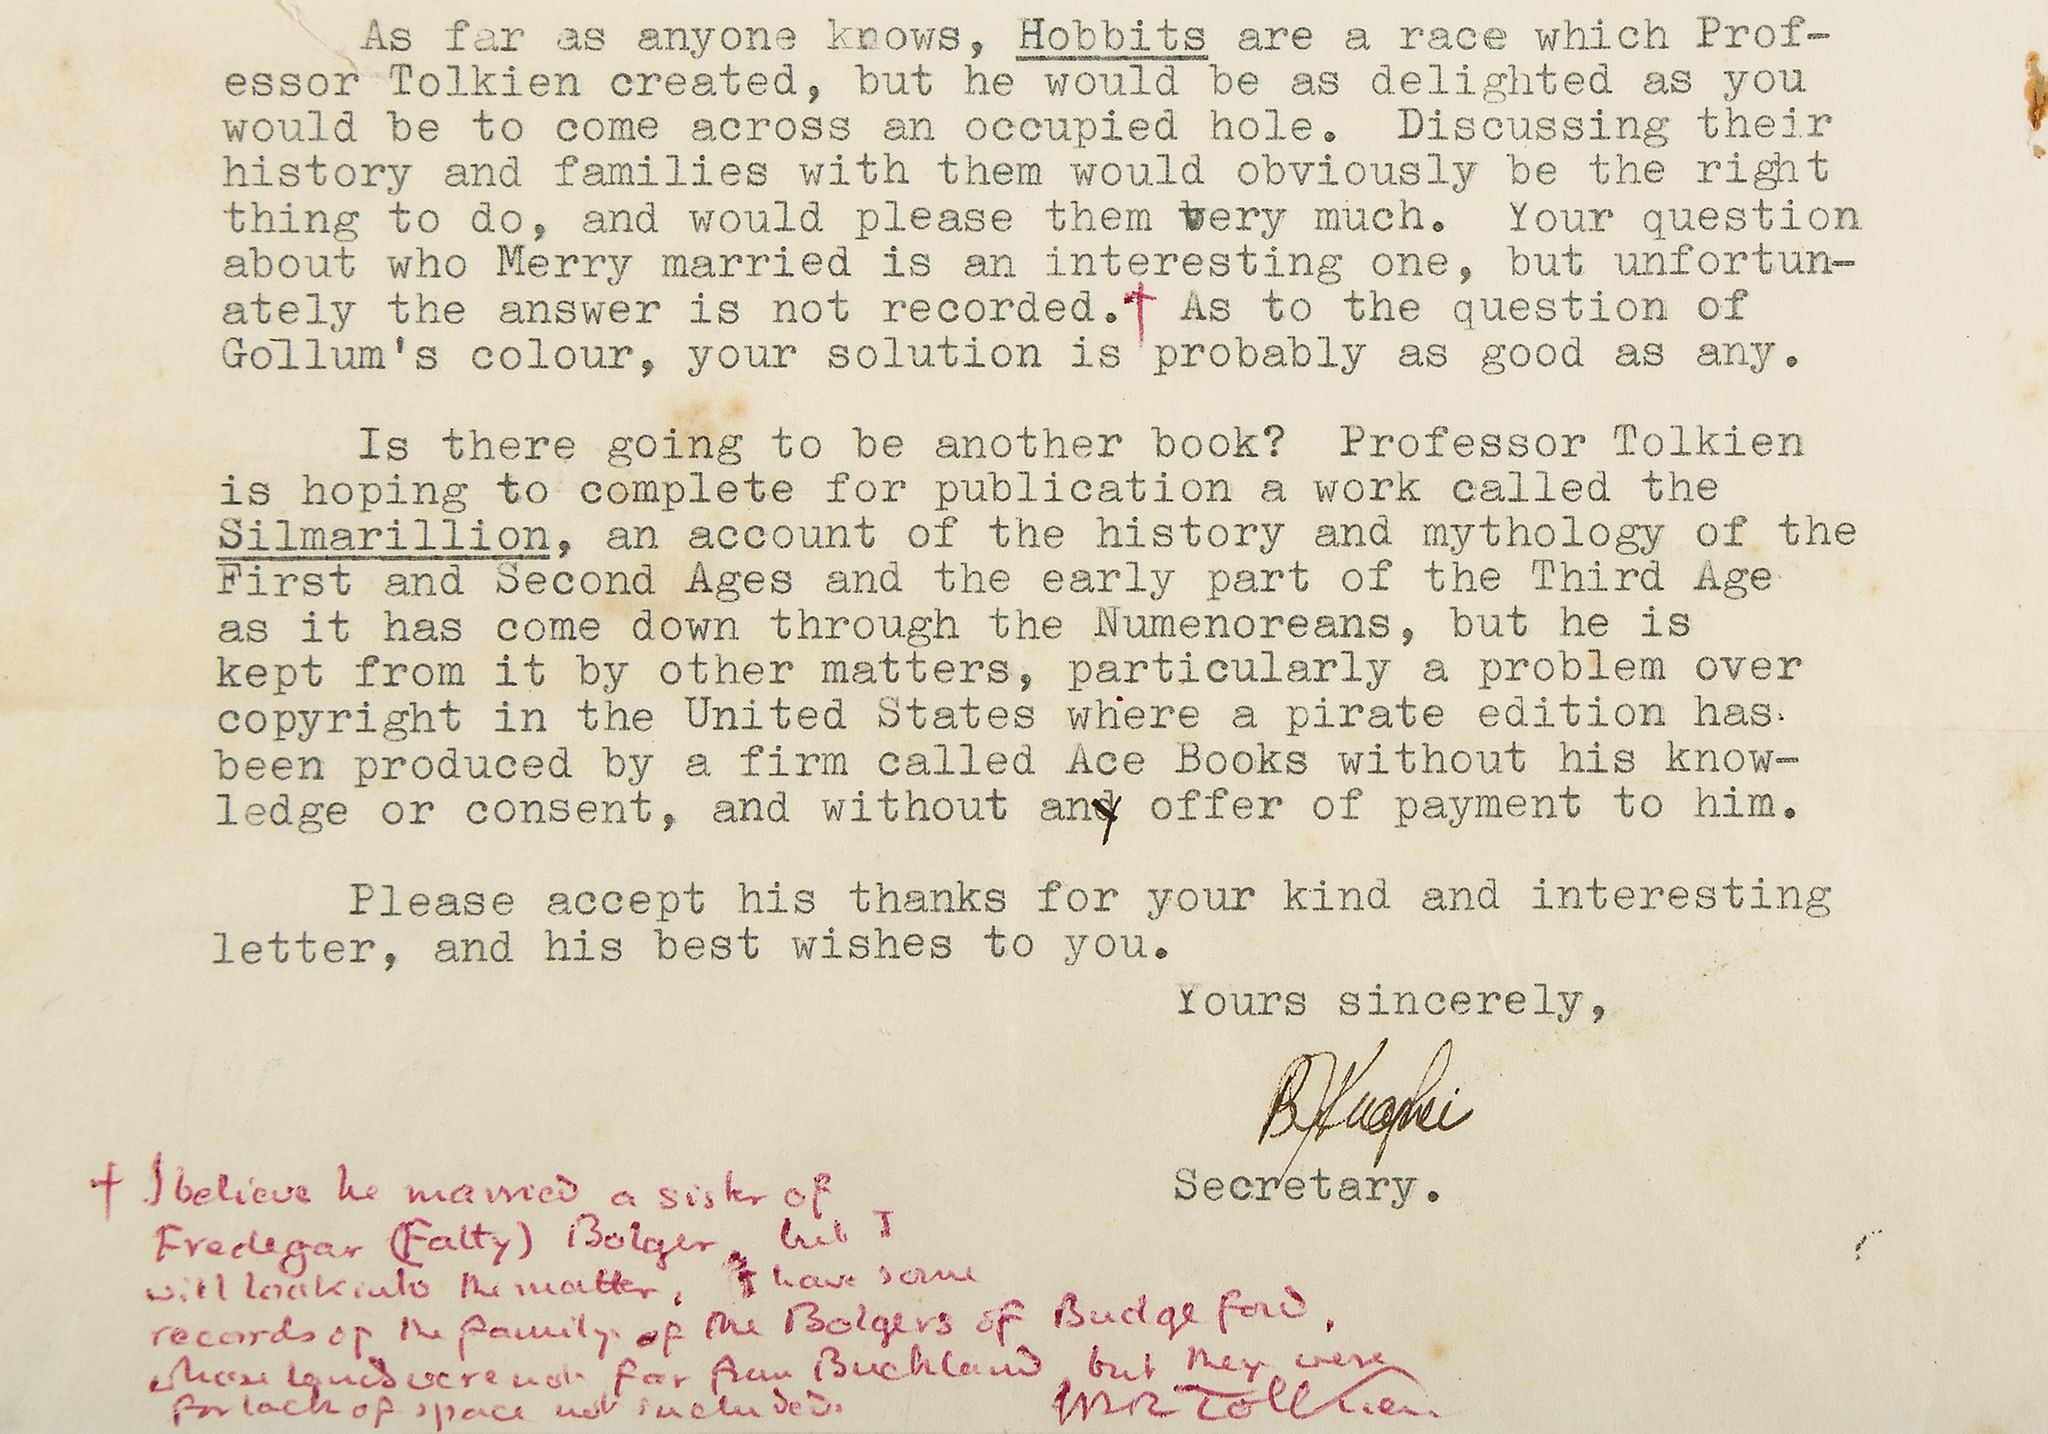 As far as anyone knows, Hobbits are a race which Prof-
essor Tolkien created, but he would be as delighted as you
would be to come across an occupied hole. Discussing their
history and families with them would obviously be the right
thing to do, and would please them very much. Your question
about who Merry married is an interesting one, but unfortun-
ately the answer is not recorded.† As to the question of
Gollum's colour, your solution is probably as good as any.
Is there going to be another book? Professor Tolkien
is hoping to complete for publication a work called the
Silmarillion, an account of the history and mythology of the
First and Second Ages and the early part of the Third Age
as it has come down through the Numenoreans, but he is
kept from it by other matters, particularly a problem over
copyright in the United States where a pirate edition has
been produced by a firm called Ace Books without his know-
ledge or consent, and without any offer of payment to him.
Please accept his thanks for your kind and interesting
letter, and his best wishes to you.
Yours sincerely,
Secretary.
† I believe he married a sister of
Fredegar (Fatty) Bolger, but I
will look into the matter, I have some
records of the family of the Bolgers of Budgeford,
whose lands were not far from Buckland, but they were
for lack of space not included.
JRR Tolkien